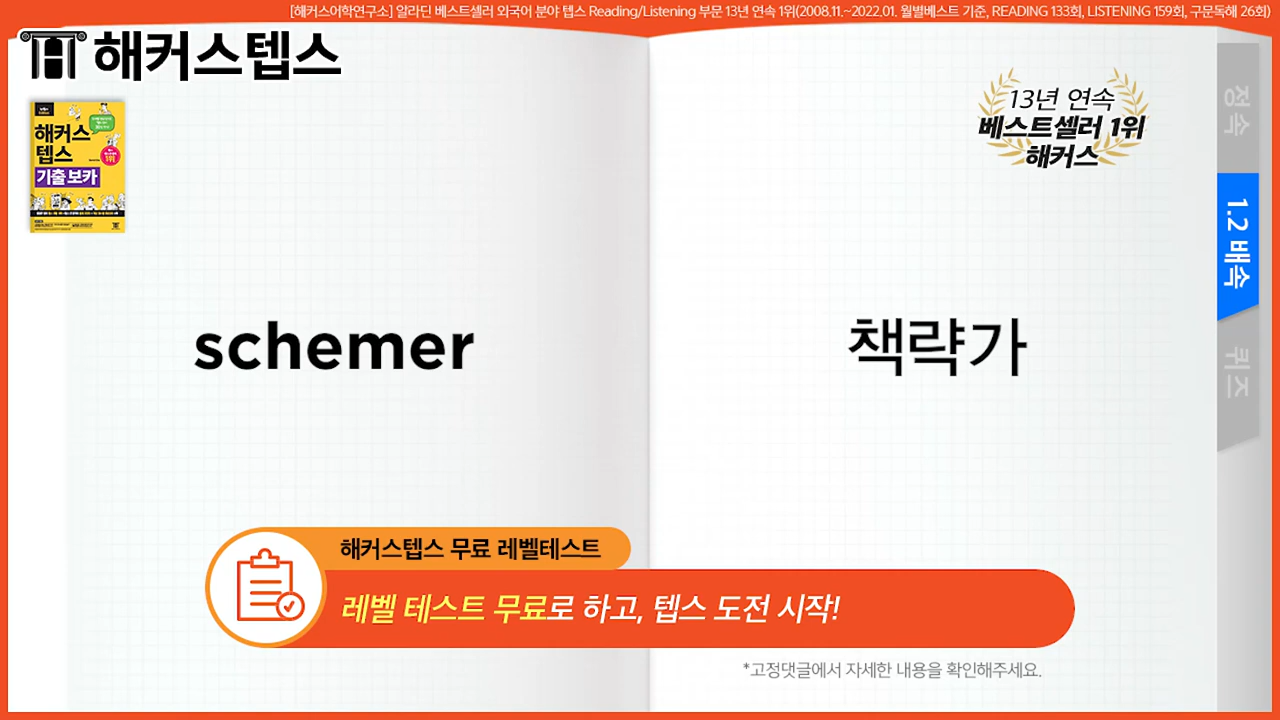 [해커스어학연구소] 알라딘 베스트셀러 외국어 분야 텝스 Reading/Listening 부문 13년 연속 1위(2008.11.~2022.01. 월별베스트 기준, READING 133회, LISTENING 159회, 구문독해 26회)
해커스텝스
해커스
텝스
기출 보카
13년 연속
베스트셀러 1위
해커스
정속
1.2 배속
퀴즈
schemer
책략가
해커스텝스 무료 레벨테스트
레벨 테스트 무료로 하고, 텝스 도전 시작!
*고정댓글에서 자세한 내용을 확인해주세요.